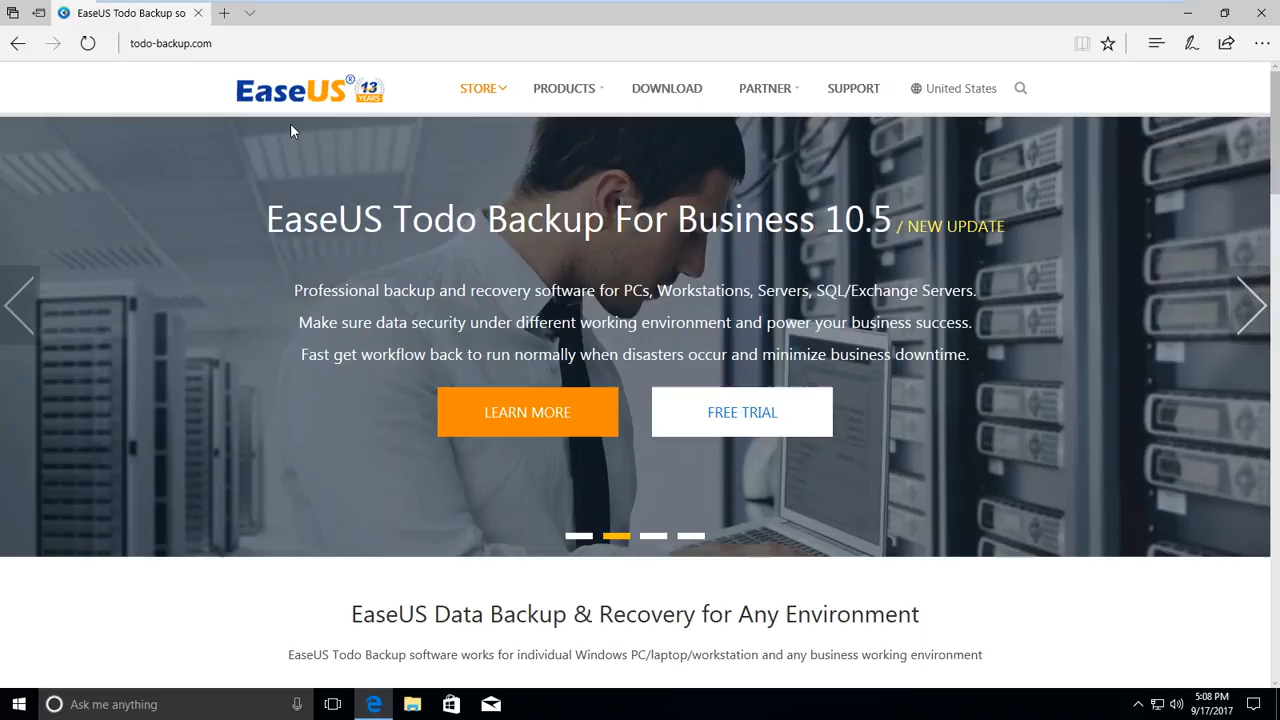 EaseUS Todo Backup so
todo-backup.com
EaseUS® 13 YEARS
STORE PRODUCTS DOWNLOAD PARTNER SUPPORT United States
EaseUS Todo Backup For Business 10.5 / NEW UPDATE
Professional backup and recovery software for PCs, Workstations, Servers, SQL/Exchange Servers.
Make sure data security under different working environment and power your business success.
Fast get workflow back to run normally when disasters occur and minimize business downtime.
LEARN MORE FREE TRIAL
EaseUS Data Backup & Recovery for Any Environment
EaseUS Todo Backup software works for individual Windows PC/laptop/workstation and any business working environment
Ask me anything
5:08 PM
9/17/2017